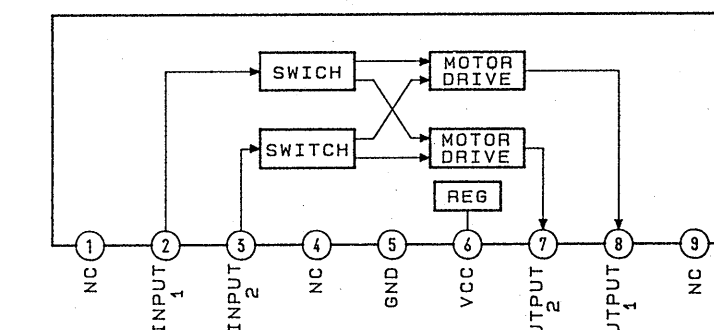 SWICH
MOTOR
DRIVE
SWITCH
MOTOR
DRIVE
REG
1
2
3
4
5
6
7
8
9
NC
INPUT
1
INPUT
2
NC
GND
VCC
UTPUT
2
UTPUT
1
NC